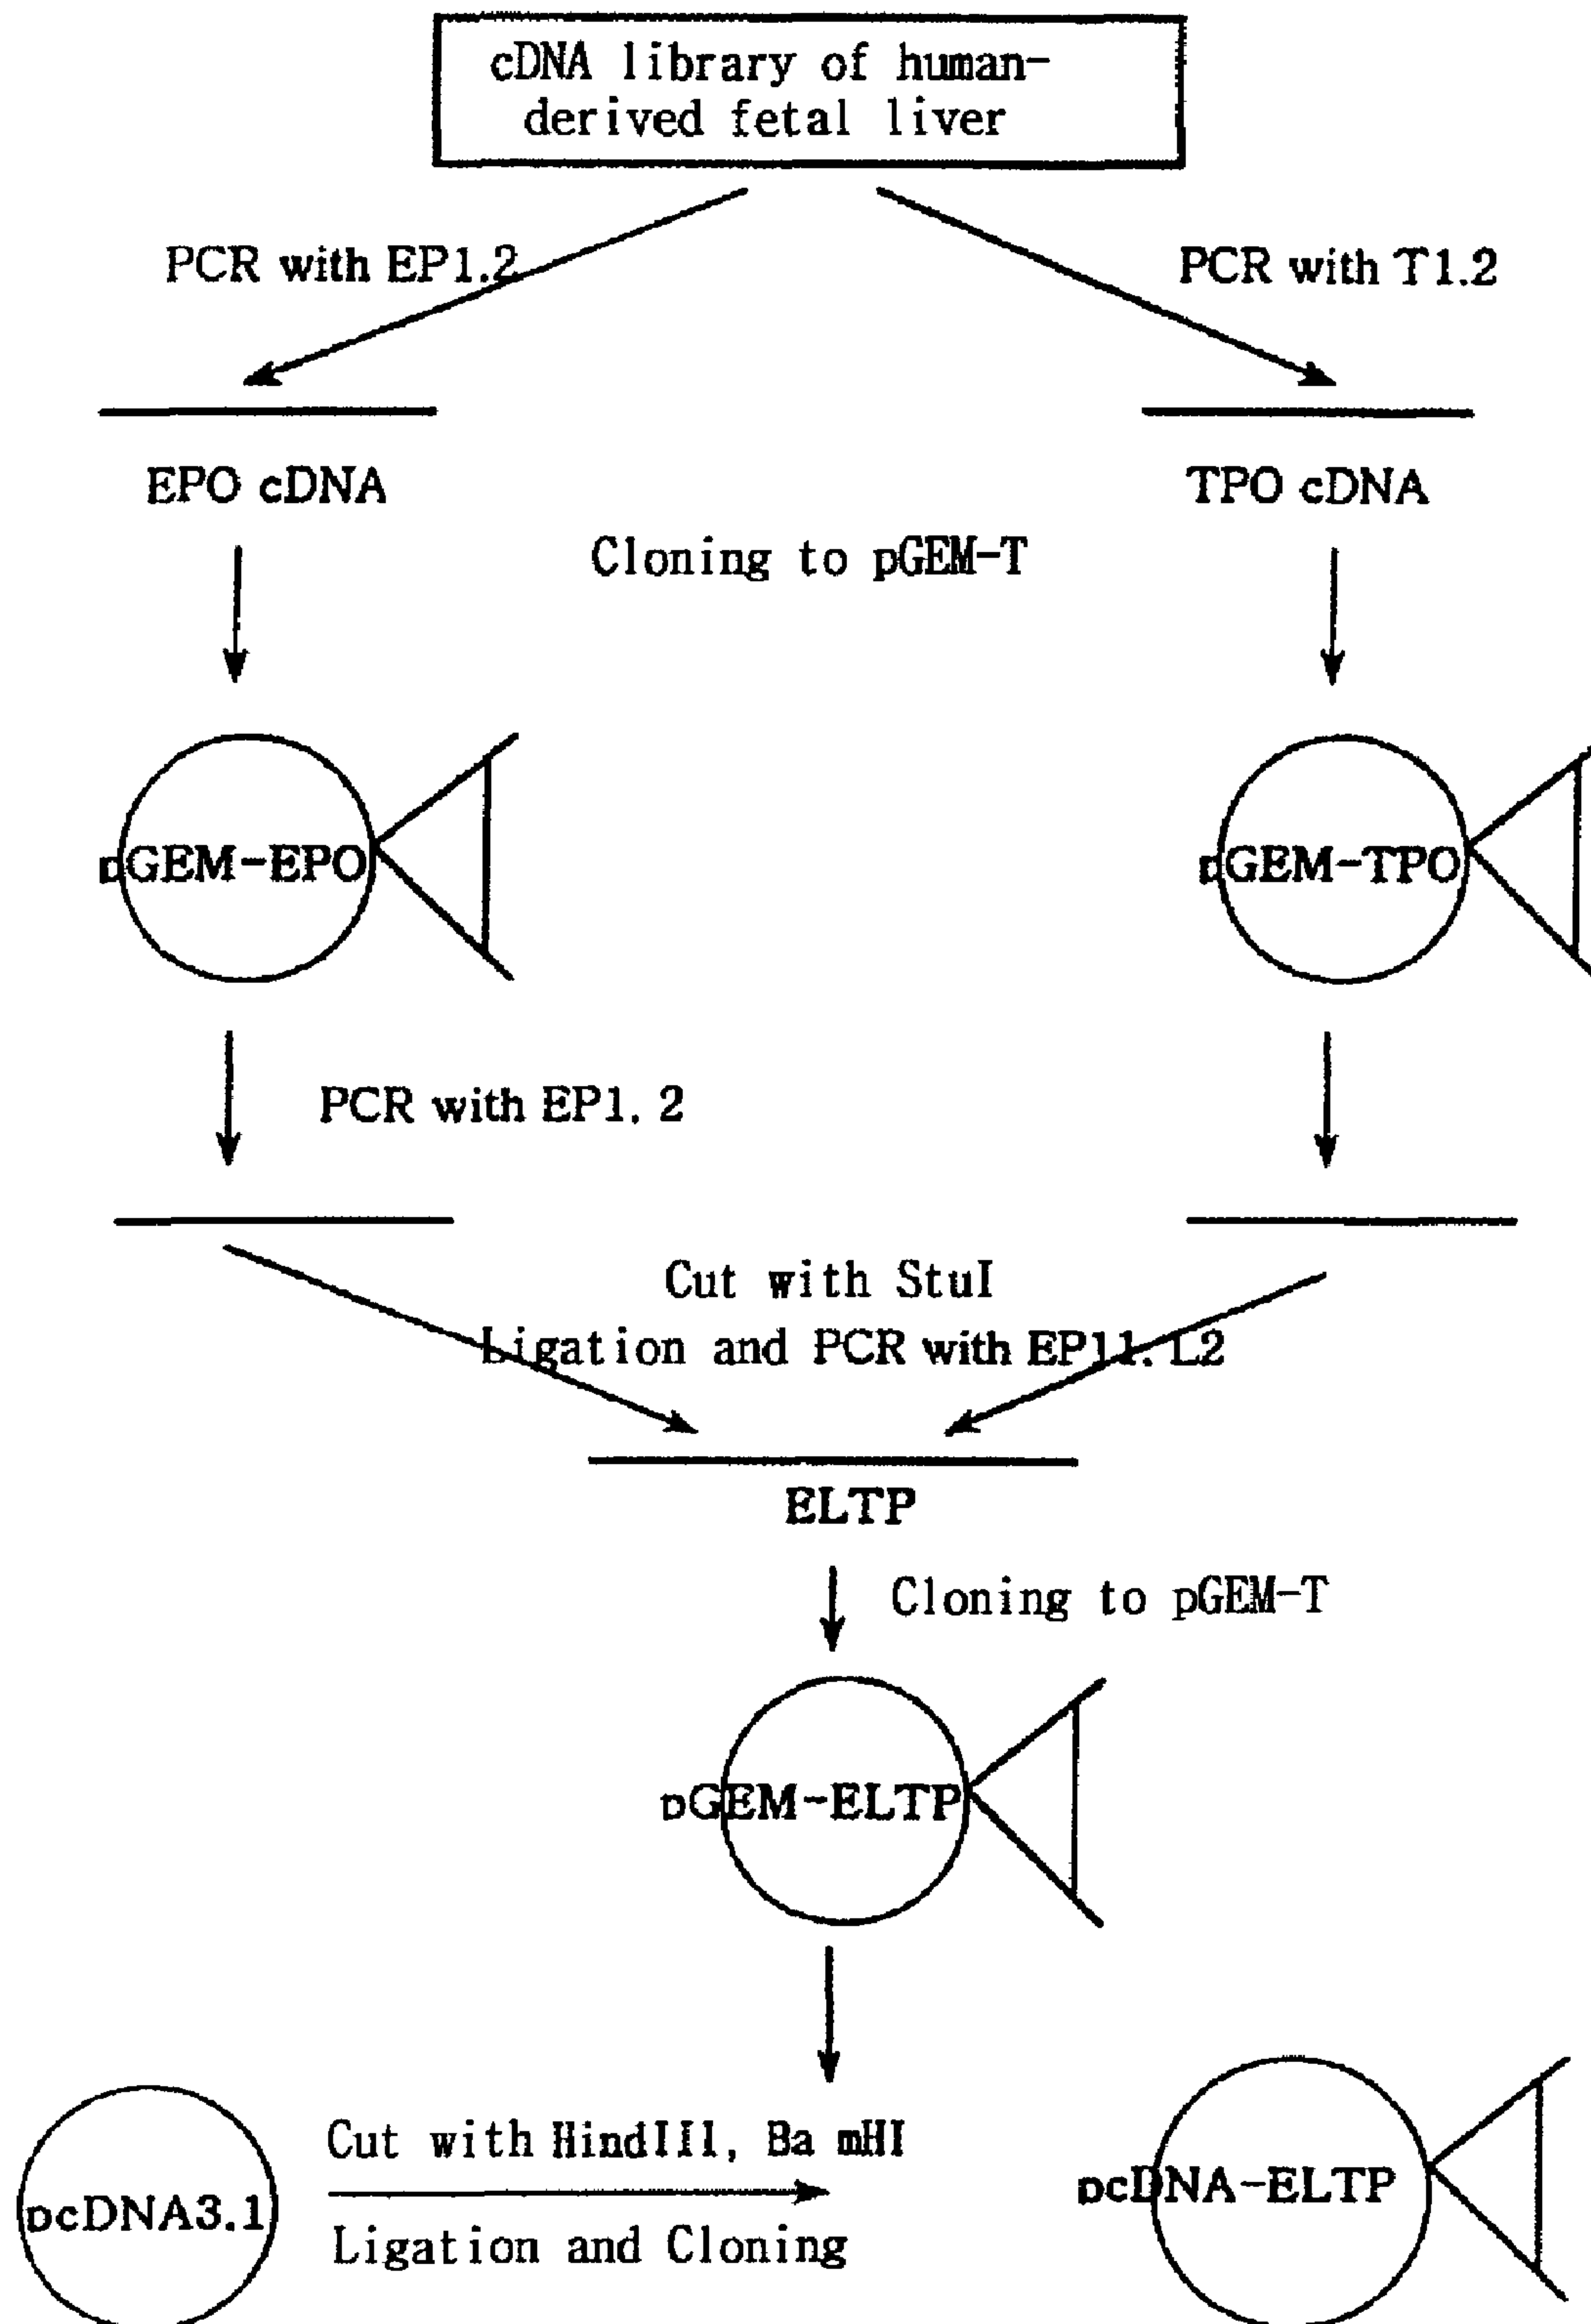 cDNA library of human-
derived fetal liver
PCR with EP1.2
PCR with T1.2
EPO cDNA
TPO cDNA
Cloning to pGEM-T
pGEM-EPO
pGEM-TPO
PCR with EP1. 2
Cut with StuI
Ligation and PCR with EP11. L2
ELTP
Cloning to pGEM-T
pGEM-ELTP
Cut with HindIII, Ba mHI
pcDNA3.1
pcDNA-ELTP
Ligation and Cloning